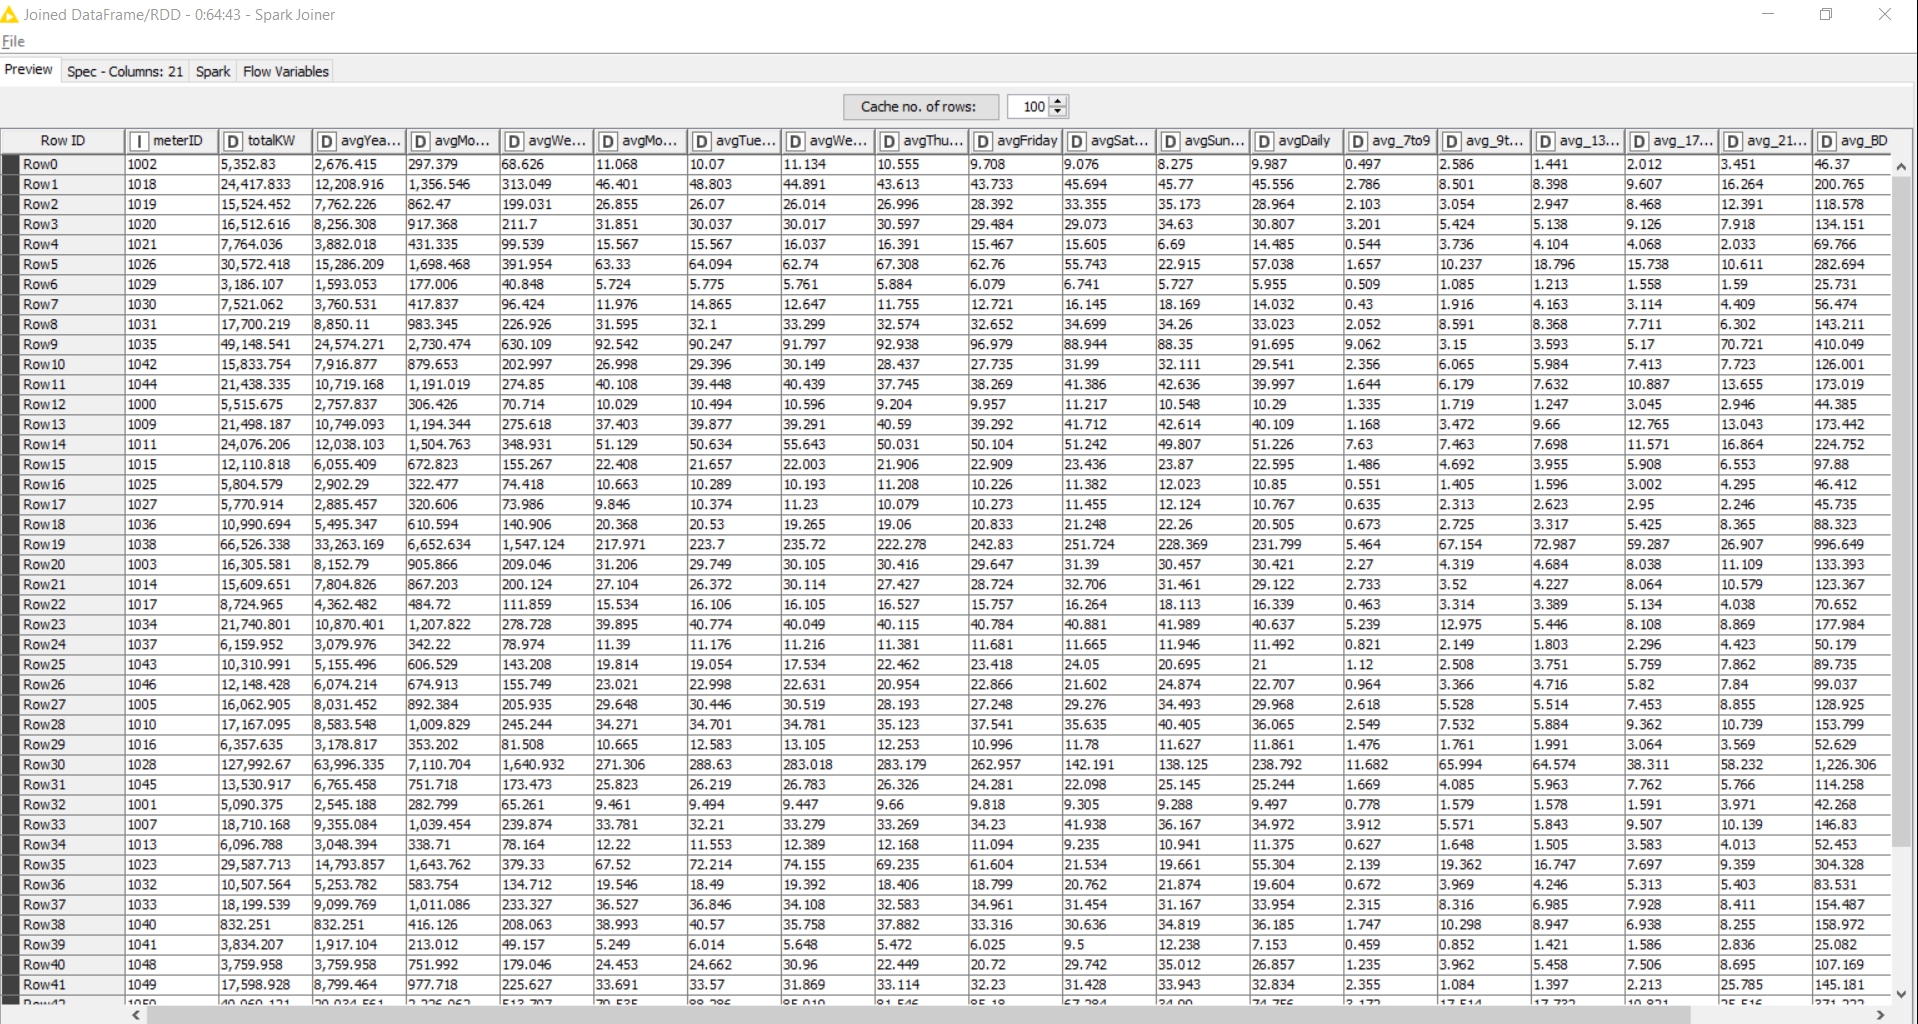 Joined DataFrame/RDD - 0:64:43 - Spark Joiner
File
Preview Spec - Columns: 21 Spark Flow Variables
Cache no. of rows: 100
Row ID I meterID D totalKW D avgYea... D avgMo... D avgWe... D avgMo... D avgTue... D avgWe... D avgThu... D avgFriday D avgSat... D avgSun... D avgDaily D avg_7to9 D avg_9t... D avg_13... D avg_17... D avg_21... D avg_BD
Row0 1002 5,352.83 2,676.415 297.379 68.626 11.068 10.07 11.134 10.555 9.708 9.076 8.275 9.987 0.497 2.586 1.441 2.012 3.451 46.37
Row1 1018 24,417.833 12,208.916 1,356.546 313.049 46.401 48.803 44.891 43.613 43.733 45.694 45.77 45.556 2.786 8.501 8.398 9.607 16.264 200.765
Row2 1019 15,524.452 7,762.226 862.47 199.031 26.855 26.07 26.014 26.996 28.392 33.355 35.173 28.964 2.103 3.054 2.947 8.468 12.391 118.578
Row3 1020 16,512.616 8,256.308 917.368 211.7 31.851 30.037 30.017 30.597 29.484 29.073 34.63 30.807 3.201 5.424 5.138 9.126 7.918 134.151
Row4 1021 7,764.036 3,882.018 431.335 99.539 15.567 15.567 16.037 16.391 15.467 15.605 6.69 14.485 0.544 3.736 4.104 4.068 2.033 69.766
Row5 1026 30,572.418 15,286.209 1,698.468 391.954 63.33 64.094 62.74 67.308 62.76 55.743 22.915 57.038 1.657 10.237 18.796 15.738 10.611 282.694
Row6 1029 3,186.107 1,593.053 177.006 40.848 5.724 5.775 5.761 5.884 6.079 6.741 5.727 5.955 0.509 1.085 1.213 1.558 1.59 25.731
Row7 1030 7,521.062 3,760.531 417.837 96.424 11.976 14.865 12.647 11.755 12.721 16.145 18.169 14.032 0.43 1.916 4.163 3.114 4.409 56.474
Row8 1031 17,700.219 8,850.11 983.345 226.926 31.595 32.1 33.299 32.574 32.652 34.699 34.26 33.023 2.052 8.591 8.368 7.711 6.302 143.211
Row9 1035 49,148.541 24,574.271 2,730.474 630.109 92.542 90.247 91.797 92.938 96.979 88.944 88.35 91.695 9.062 3.15 3.593 5.17 70.721 410.049
Row10 1042 15,833.754 7,916.877 879.653 202.997 26.998 29.396 30.149 28.437 27.735 31.99 32.111 29.541 2.356 6.065 5.984 7.413 7.723 126.001
Row11 1044 21,438.335 10,719.168 1,191.019 274.85 40.108 39.448 40.439 37.745 38.269 41.386 42.636 39.997 1.644 6.179 7.632 10.887 13.655 173.019
Row12 1000 5,515.675 2,757.837 306.426 70.714 10.029 10.494 10.596 9.204 9.957 11.217 10.548 10.29 1.335 1.719 1.247 3.045 2.946 44.385
Row13 1009 21,498.187 10,749.093 1,194.344 275.618 37.403 39.877 39.291 40.59 39.292 41.712 42.614 40.109 1.168 3.472 9.66 12.765 13.043 173.442
Row14 1011 24,076.206 12,038.103 1,504.763 348.931 51.129 50.634 55.643 50.031 50.104 51.242 49.807 51.226 7.63 7.463 7.698 11.571 16.864 224.752
Row15 1015 12,110.818 6,055.409 672.823 155.267 22.408 21.657 22.003 21.906 22.909 23.436 23.87 22.595 1.486 4.692 3.955 5.908 6.553 97.88
Row16 1025 5,804.579 2,902.29 322.477 74.418 10.663 10.289 10.193 11.208 10.226 11.382 12.023 10.85 0.551 1.405 1.596 3.002 4.295 46.412
Row17 1027 5,770.914 2,885.457 320.606 73.986 9.846 10.374 11.23 10.079 10.273 11.455 12.124 10.767 0.635 2.313 2.623 2.95 2.246 45.735
Row18 1036 10,990.694 5,495.347 610.594 140.906 20.368 20.53 19.265 19.06 20.833 21.248 22.26 20.505 0.673 2.725 3.317 5.425 8.365 88.323
Row19 1038 66,526.338 33,263.169 6,652.634 1,547.124 217.971 223.7 235.72 222.278 242.83 251.724 228.369 231.799 5.464 67.154 72.987 59.287 26.907 996.649
Row20 1003 16,305.581 8,152.79 905.866 209.046 31.206 29.749 30.105 30.416 29.647 31.39 30.457 30.421 2.27 4.319 4.684 8.038 11.109 133.393
Row21 1014 15,609.651 7,804.826 867.203 200.124 27.104 26.372 30.114 27.427 28.724 32.706 31.461 29.122 2.733 3.52 4.227 8.064 10.579 123.367
Row22 1017 8,724.965 4,362.482 484.72 111.859 15.534 16.106 16.105 16.527 15.757 16.264 18.113 16.339 0.463 3.314 3.389 5.134 4.038 70.652
Row23 1034 21,740.801 10,870.401 1,207.822 278.728 39.895 40.774 40.049 40.115 40.784 40.881 41.989 40.637 5.239 12.975 5.446 8.108 8.869 177.984
Row24 1037 6,159.952 3,079.976 342.22 78.974 11.39 11.176 11.216 11.381 11.681 11.665 11.946 11.492 0.821 2.149 1.803 2.296 4.423 50.179
Row25 1043 10,310.991 5,155.496 606.529 143.208 19.814 19.054 17.534 22.462 23.418 24.05 20.695 21 1.12 2.508 3.751 5.759 7.862 89.735
Row26 1046 12,148.428 6,074.214 674.913 155.749 23.021 22.998 22.631 20.954 22.866 21.602 24.874 22.707 0.964 3.366 4.716 5.82 7.84 99.037
Row27 1005 16,062.905 8,031.452 892.384 205.935 29.648 30.446 30.519 28.193 27.248 29.276 34.493 29.968 2.618 5.528 5.514 7.453 8.855 128.925
Row28 1010 17,167.095 8,583.548 1,009.829 245.244 34.271 34.701 34.781 35.123 37.541 35.635 40.405 36.065 2.549 7.532 5.884 9.362 10.739 153.799
Row29 1016 6,357.635 3,178.817 353.202 81.508 10.665 12.583 13.105 12.253 10.996 11.78 11.627 11.861 1.476 1.761 1.991 3.064 3.569 52.629
Row30 1028 127,992.67 63,996.335 7,110.704 1,640.932 271.306 288.63 283.018 283.179 262.957 142.191 138.125 238.792 11.682 65.994 64.574 38.311 58.232 1,226.306
Row31 1045 13,530.917 6,765.458 751.718 173.473 25.823 26.219 26.783 26.326 24.281 22.098 25.145 25.244 1.669 4.085 5.963 7.762 5.766 114.258
Row32 1001 5,090.375 2,545.188 282.799 65.261 9.461 9.494 9.447 9.66 9.818 9.305 9.288 9.497 0.778 1.579 1.578 1.591 3.971 42.268
Row33 1007 18,710.168 9,355.084 1,039.454 239.874 33.781 32.21 33.279 33.269 34.23 41.938 36.167 34.972 3.912 5.571 5.843 9.507 10.139 146.83
Row34 1013 6,096.788 3,048.394 338.71 78.164 12.22 11.553 12.389 12.168 11.094 9.235 10.941 11.375 0.627 1.648 1.505 3.583 4.013 52.453
Row35 1023 29,587.713 14,793.857 1,643.762 379.33 67.52 72.214 74.155 69.235 61.604 21.534 19.661 55.304 2.139 19.362 16.747 7.697 9.359 304.328
Row36 1032 10,507.564 5,253.782 583.754 134.712 19.546 18.49 19.392 18.406 18.799 20.762 21.874 19.604 0.672 3.969 4.246 5.313 5.403 83.531
Row37 1033 18,199.539 9,099.769 1,011.086 233.327 36.527 36.846 34.108 32.583 34.961 31.454 31.167 33.954 2.315 8.316 6.985 7.928 8.411 154.487
Row38 1040 832.251 832.251 416.126 208.063 38.993 40.57 35.758 37.882 33.316 30.636 34.819 36.185 1.747 10.298 8.947 6.938 8.255 158.972
Row39 1041 3,834.207 1,917.104 213.012 49.157 5.249 6.014 5.648 5.472 6.025 9.5 12.238 7.153 0.459 0.852 1.421 1.586 2.836 25.082
Row40 1048 3,759.958 3,759.958 751.992 179.046 24.453 24.662 30.96 22.449 20.72 29.742 35.012 26.857 1.235 3.962 5.458 7.506 8.695 107.169
Row41 1049 17,598.928 8,799.464 977.718 225.627 33.691 33.57 31.869 33.114 32.23 31.428 33.943 32.834 2.355 1.084 1.397 2.213 25.785 145.181